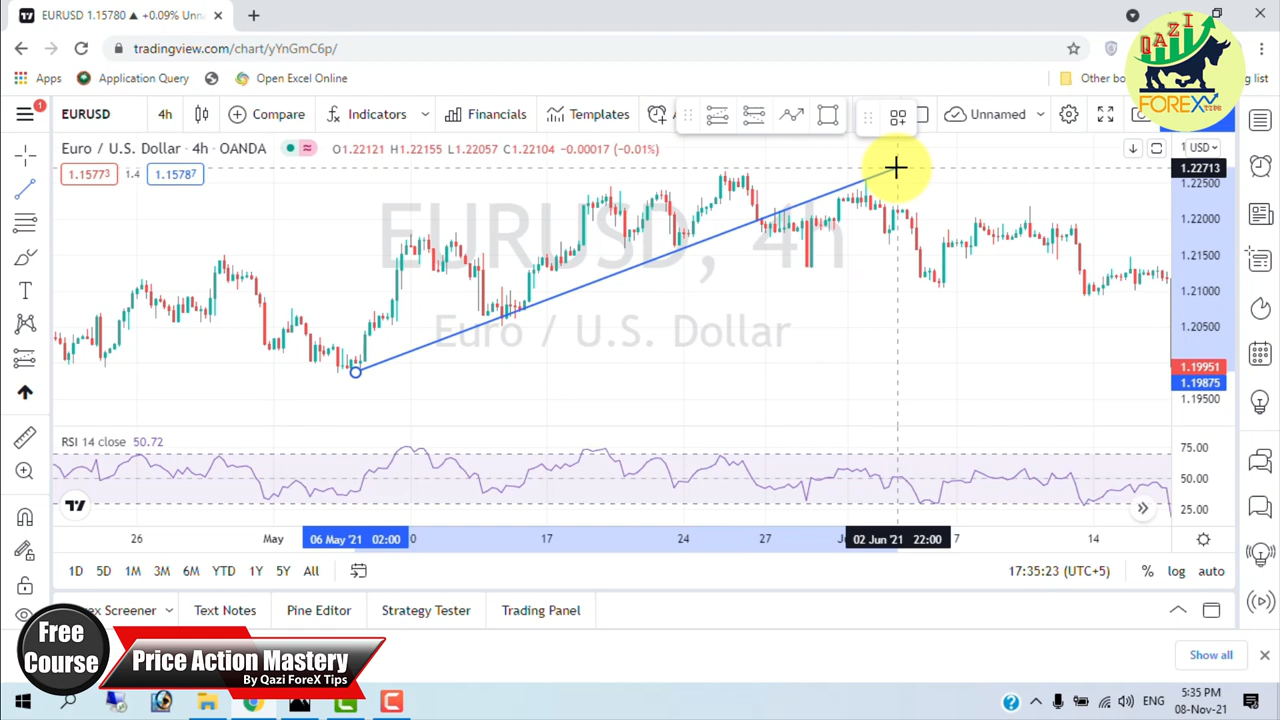 EURUSD 1.15780 ▲ +0.09% Unn
tradingview.com/chart/yYnGmC6p/
Apps
Application Query
Open Excel Online
Other bo
g list
QAZI
FOREX
TIPS
1
EURUSD
4h
Compare
Indicators
Financials
Templates
Unnamed
Euro / U.S. Dollar · 4h · OANDA
O1.22121 H1.22155 L1.22057 C1.22104 −0.00017 (−0.01%)
USD
1.15773
1.4
1.15787
EURUSD, 4h
Euro / U.S. Dollar
1.22713
1.22500
1.22000
1.21500
1.21000
1.20500
1.19951
1.19875
1.19500
RSI 14 close 50.72
75.00
50.00
25.00
26
May
06 May '21 02:00
0
17
24
27
02 Jun '21 22:00
7
14
1D
5D
1M
3M
6M
YTD
1Y
5Y
All
17:35:23 (UTC+5)
%
log
auto
ex Screener
Text Notes
Pine Editor
Strategy Tester
Trading Panel
Free
Course
Price Action Mastery
By Qazi ForeX Tips
Show all
ENG
5:35 PM
08-Nov-21